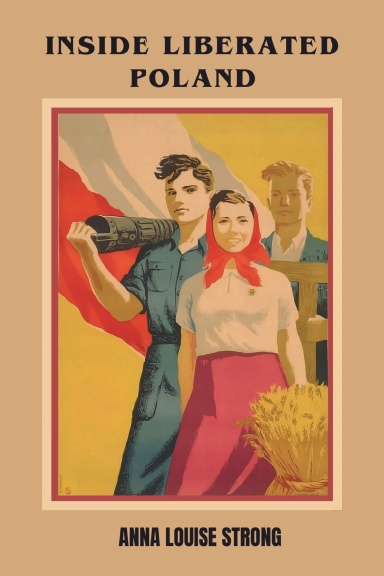 INSIDE LIBERATED
POLAND
ANNA LOUISE STRONG